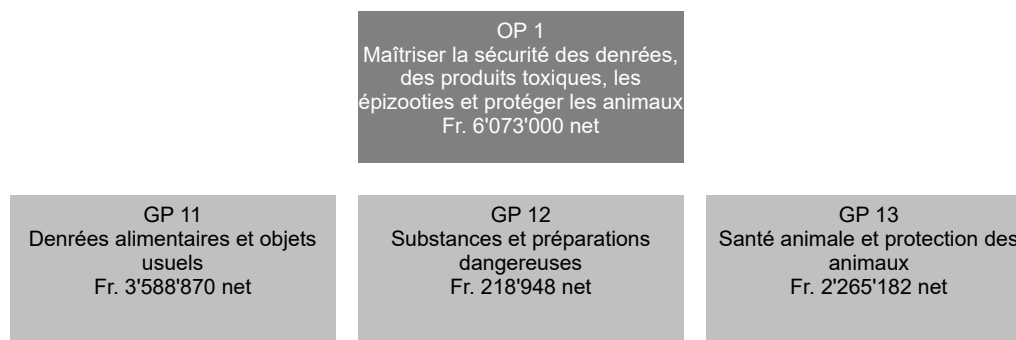 OP 1
Maîtriser la sécurité des denrées,
des produits toxiques, les
épizooties et protéger les animaux
Fr. 6'073'000 net
GP 11
Denrées alimentaires et objets
usuels
Fr. 3'588'870 net
GP 12
Substances et préparations
dangereuses
Fr. 218'948 net
GP 13
Santé animale et protection des
animaux
Fr. 2'265'182 net